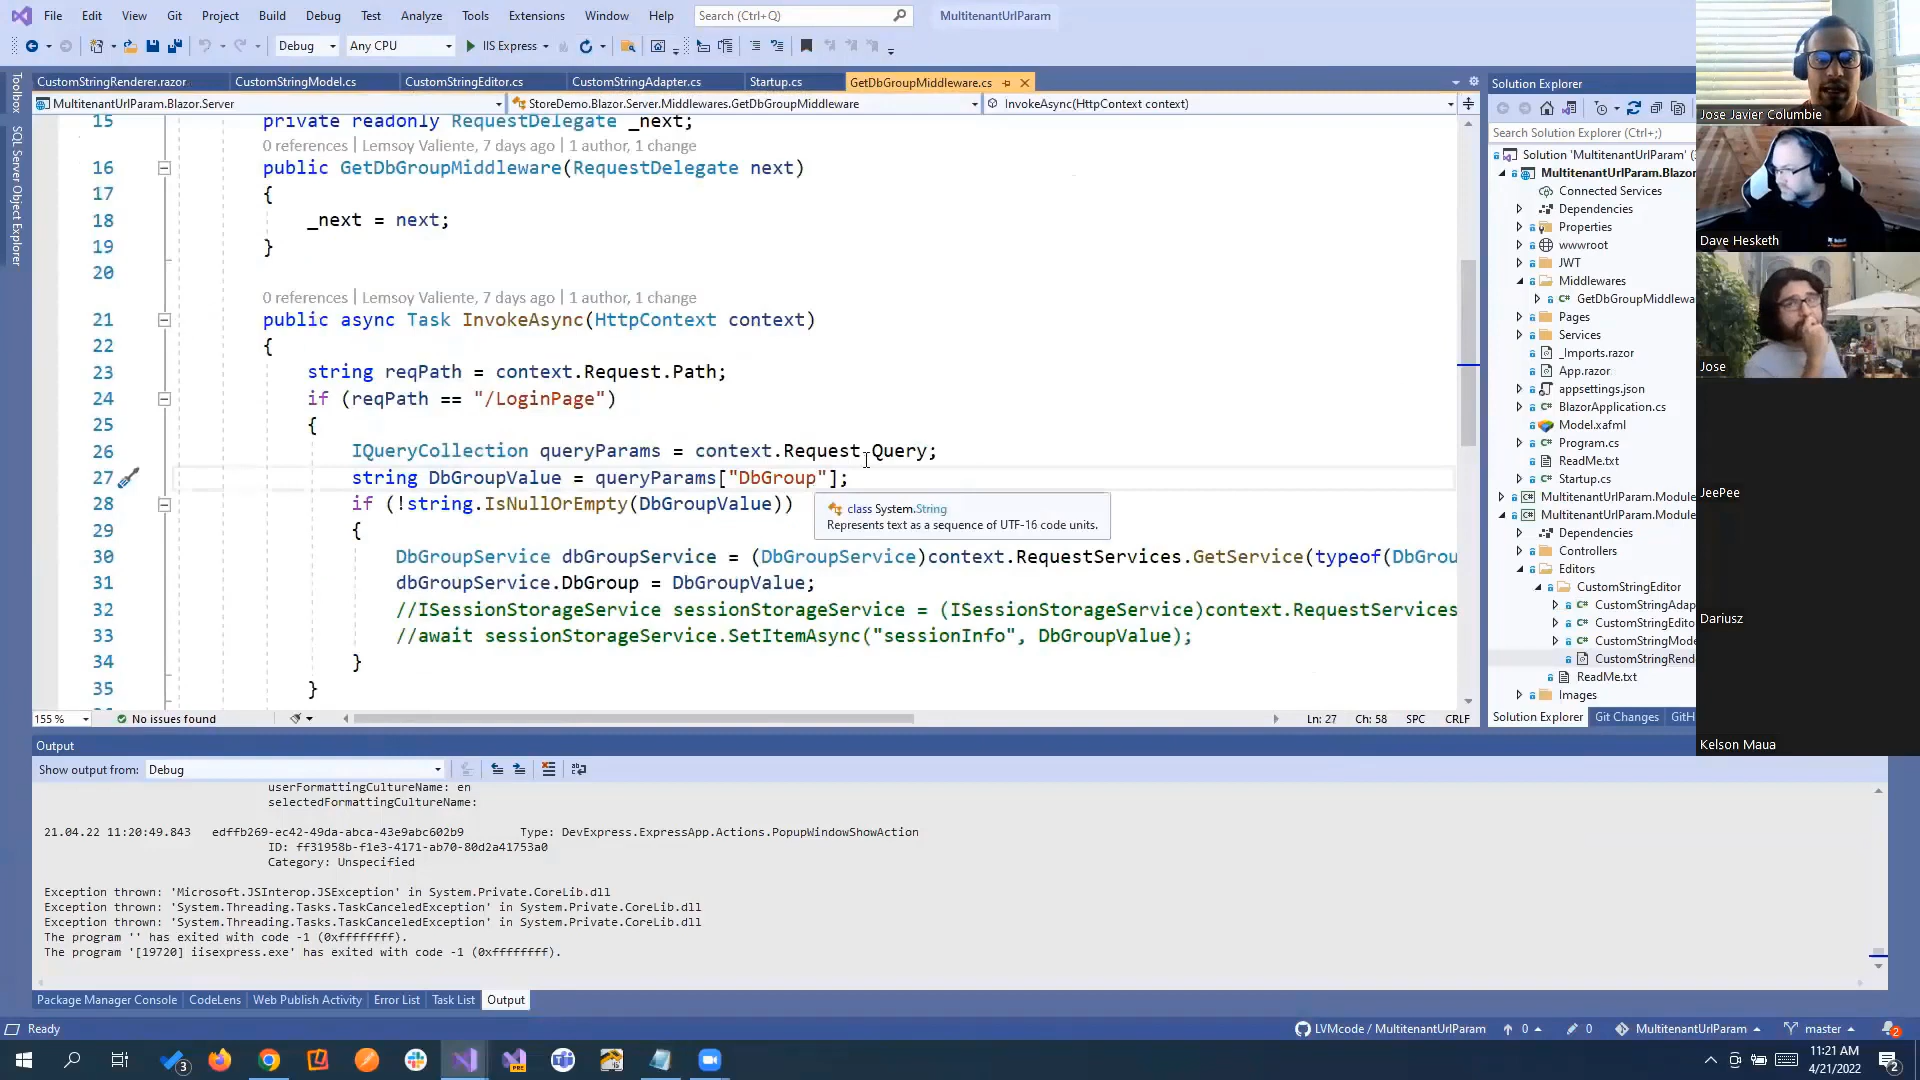 File Edit View Git Project Build Debug Test Analyze Tools Extensions Window Help Search (Ctrl+Q) MultitenantUrlParam
Debug Any CPU IIS Express
CustomStringRenderer.razor CustomStringModel.cs CustomStringEditor.cs CustomStringAdapter.cs Startup.cs GetDbGroupMiddleware.cs
MultitenantUrlParam.Blazor.Server StoreDemo.Blazor.Server.Middlewares.GetDbGroupMiddleware InvokeAsync(HttpContext context)
Toolbox
SQL Server Object Explorer
15 private readonly RequestDelegate _next;
0 references | Lemsoy Valiente, 7 days ago | 1 author, 1 change
16 public GetDbGroupMiddleware(RequestDelegate next)
17 {
18 _next = next;
19 }
20
0 references | Lemsoy Valiente, 7 days ago | 1 author, 1 change
21 public async Task InvokeAsync(HttpContext context)
22 {
23 string reqPath = context.Request.Path;
24 if (reqPath == "/LoginPage")
25 {
26 IQueryCollection queryParams = context.Request.Query;
27 string DbGroupValue = queryParams["DbGroup"];
28 if (!string.IsNullOrEmpty(DbGroupValue))
class System.String
Represents text as a sequence of UTF-16 code units.
29 {
30 DbGroupService dbGroupService = (DbGroupService)context.RequestServices.GetService(typeof(DbGrou
31 dbGroupService.DbGroup = DbGroupValue;
32 //ISessionStorageService sessionStorageService = (ISessionStorageService)context.RequestServices
33 //await sessionStorageService.SetItemAsync("sessionInfo", DbGroupValue);
34 }
35 }
155 % No issues found Ln: 27 Ch: 58 SPC CRLF
Solution Explorer
Search Solution Explorer (Ctrl+;)
Solution 'MultitenantUrlParam' (
MultitenantUrlParam.Blazor
Connected Services
Dependencies
Properties
wwwroot
JWT
Middlewares
GetDbGroupMiddlewa
Pages
Services
_Imports.razor
App.razor
appsettings.json
BlazorApplication.cs
Model.xafml
Program.cs
ReadMe.txt
Startup.cs
MultitenantUrlParam.Module
MultitenantUrlParam.Module
Dependencies
Controllers
Editors
CustomStringEditor
CustomStringAdap
CustomStringEdito
CustomStringMode
CustomStringRend
ReadMe.txt
Images
Solution Explorer Git Changes GitH
Jose Javier Columbie
Dave Hesketh
Jose
JeePee
Dariusz
Kelson Maua
Output
Show output from: Debug
userFormattingCultureName: en
selectedFormattingCultureName:
21.04.22 11:20:49.843 edffb269-ec42-49da-abca-43e9abc602b9 Type: DevExpress.ExpressApp.Actions.PopupWindowShowAction
ID: ff31958b-f1e3-4171-ab70-80d2a41753a0
Category: Unspecified
Exception thrown: 'Microsoft.JSInterop.JSException' in System.Private.CoreLib.dll
Exception thrown: 'System.Threading.Tasks.TaskCanceledException' in System.Private.CoreLib.dll
Exception thrown: 'System.Threading.Tasks.TaskCanceledException' in System.Private.CoreLib.dll
The program '' has exited with code -1 (0xffffffff).
The program '[19720] iisexpress.exe' has exited with code -1 (0xffffffff).
Package Manager Console CodeLens Web Publish Activity Error List Task List Output
Ready LVMcode / MultitenantUrlParam 0 0 MultitenantUrlParam master 2
3 PRE 11:21 AM
4/21/2022 2